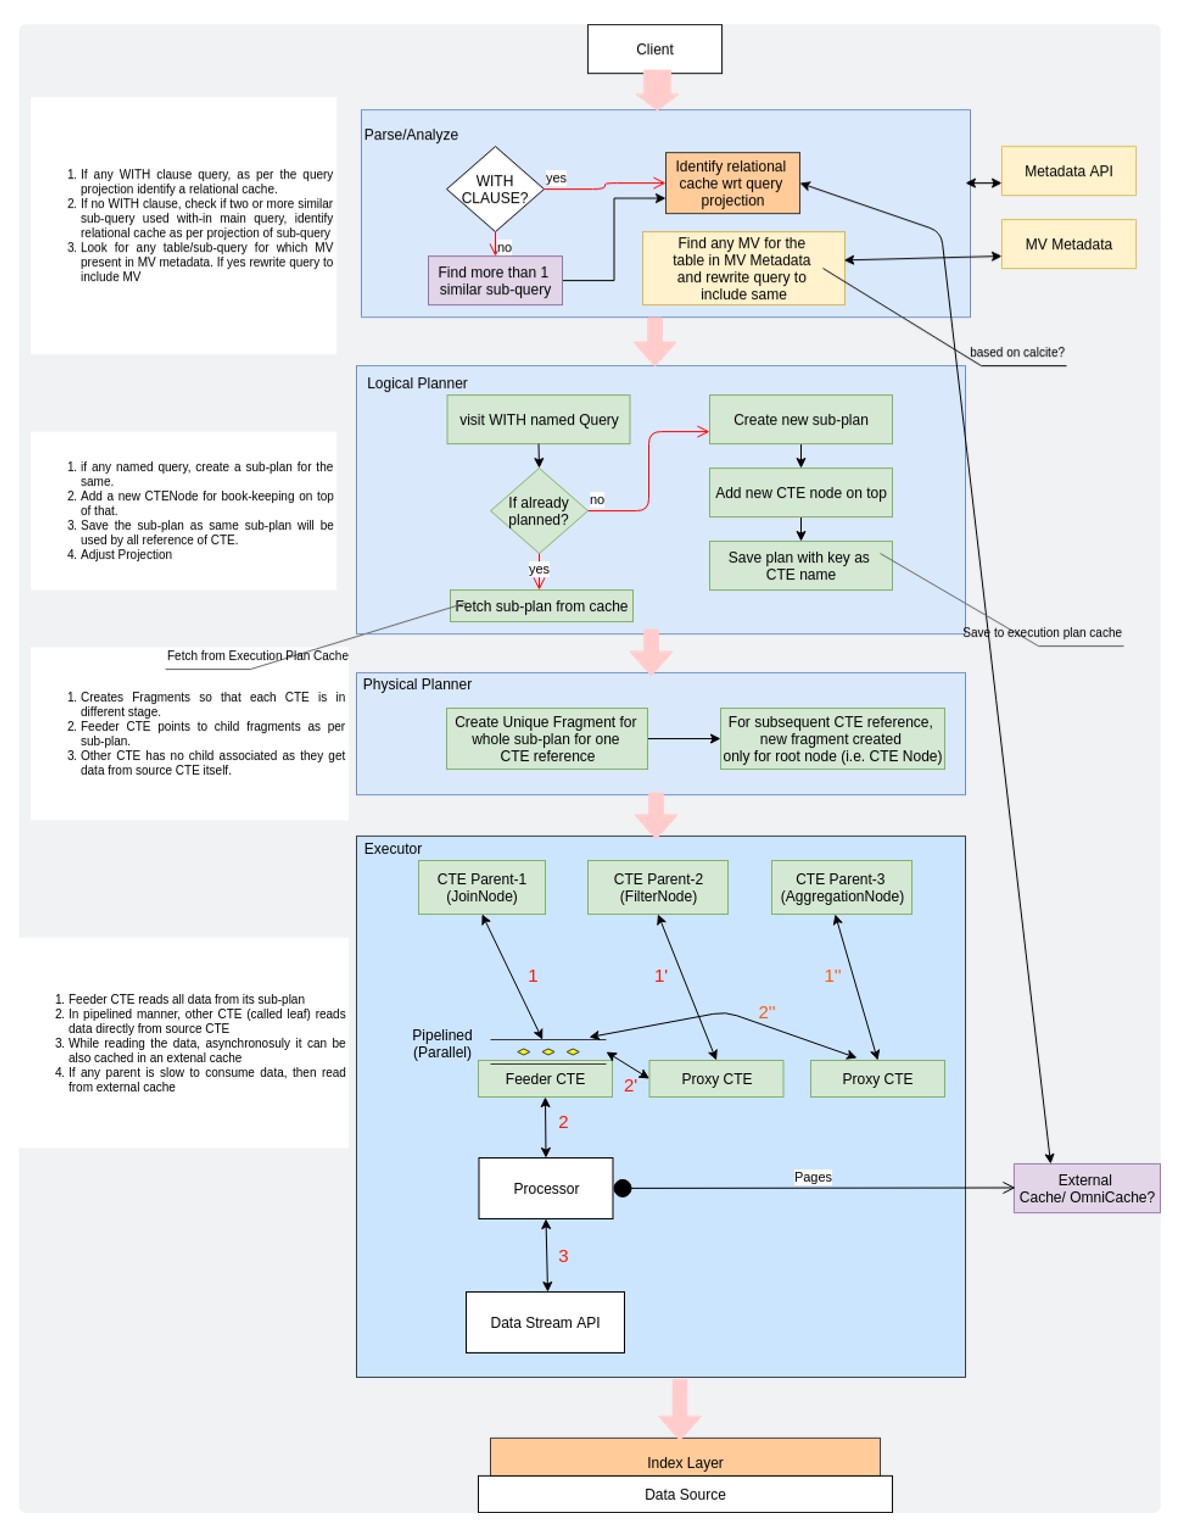 Client
Parse/Analyze
WITH
CLAUSE?
yes
no
Identify relational
cache wrt query
projection
Find more than 1
similar sub-query
Find any MV for the
table in MV Metadata
and rewrite query to
include same
Metadata API
MV Metadata
based on calcite?
1. If any WITH clause query, as per the query
projection identify a relational cache.
2. If no WITH clause, check if two or more similar
sub-query used with-in main query, identify
relational cache as per projection of sub-query
3. Look for any table/sub-query for which MV
present in MV metadata. If yes rewrite query to
include MV
Logical Planner
visit WITH named Query
If already
planned?
no
yes
Fetch sub-plan from cache
Create new sub-plan
Add new CTE node on top
Save plan with key as
CTE name
Save to execution plan cache
1. if any named query, create a sub-plan for the
same.
2. Add a new CTENode for book-keeping on top
of that.
3. Save the sub-plan as same sub-plan will be
used by all reference of CTE.
4. Adjust Projection
Fetch from Execution Plan Cache
Physical Planner
Create Unique Fragment for
whole sub-plan for one
CTE reference
For subsequent CTE reference,
new fragment created
only for root node (i.e. CTE Node)
1. Creates Fragments so that each CTE is in
different stage.
2. Feeder CTE points to child fragments as per
sub-plan.
3. Other CTE has no child associated as they get
data from source CTE itself.
Executor
CTE Parent-1
(JoinNode)
CTE Parent-2
(FilterNode)
CTE Parent-3
(AggregationNode)
1
1'
1''
2''
Pipelined
(Parallel)
Feeder CTE
2'
Proxy CTE
Proxy CTE
2
Processor
Pages
External
Cache/ OmniCache?
3
Data Stream API
1. Feeder CTE reads all data from its sub-plan
2. In pipelined manner, other CTE (called leaf) reads
data directly from source CTE
3. While reading the data, asynchronosuly it can be
also cached in an extenal cache
4. If any parent is slow to consume data, then read
from external cache
Index Layer
Data Source